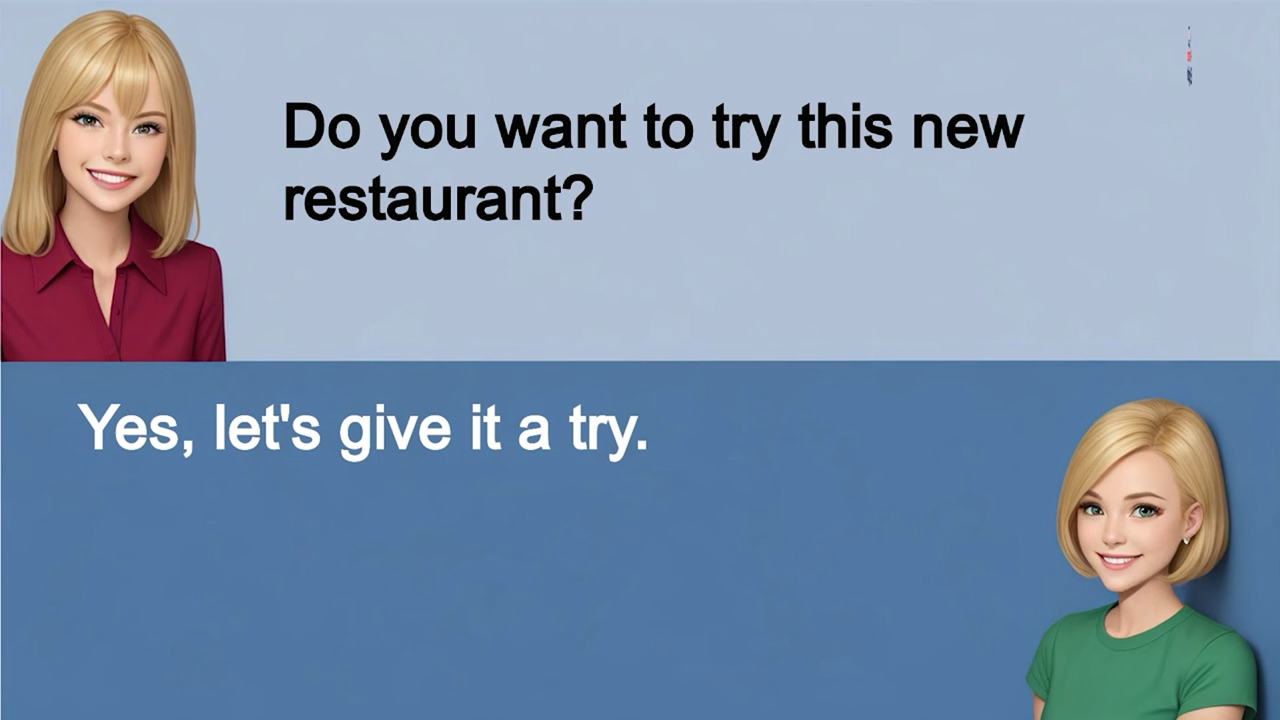 Do you want to try this new
restaurant?
Yes, let's give it a try.